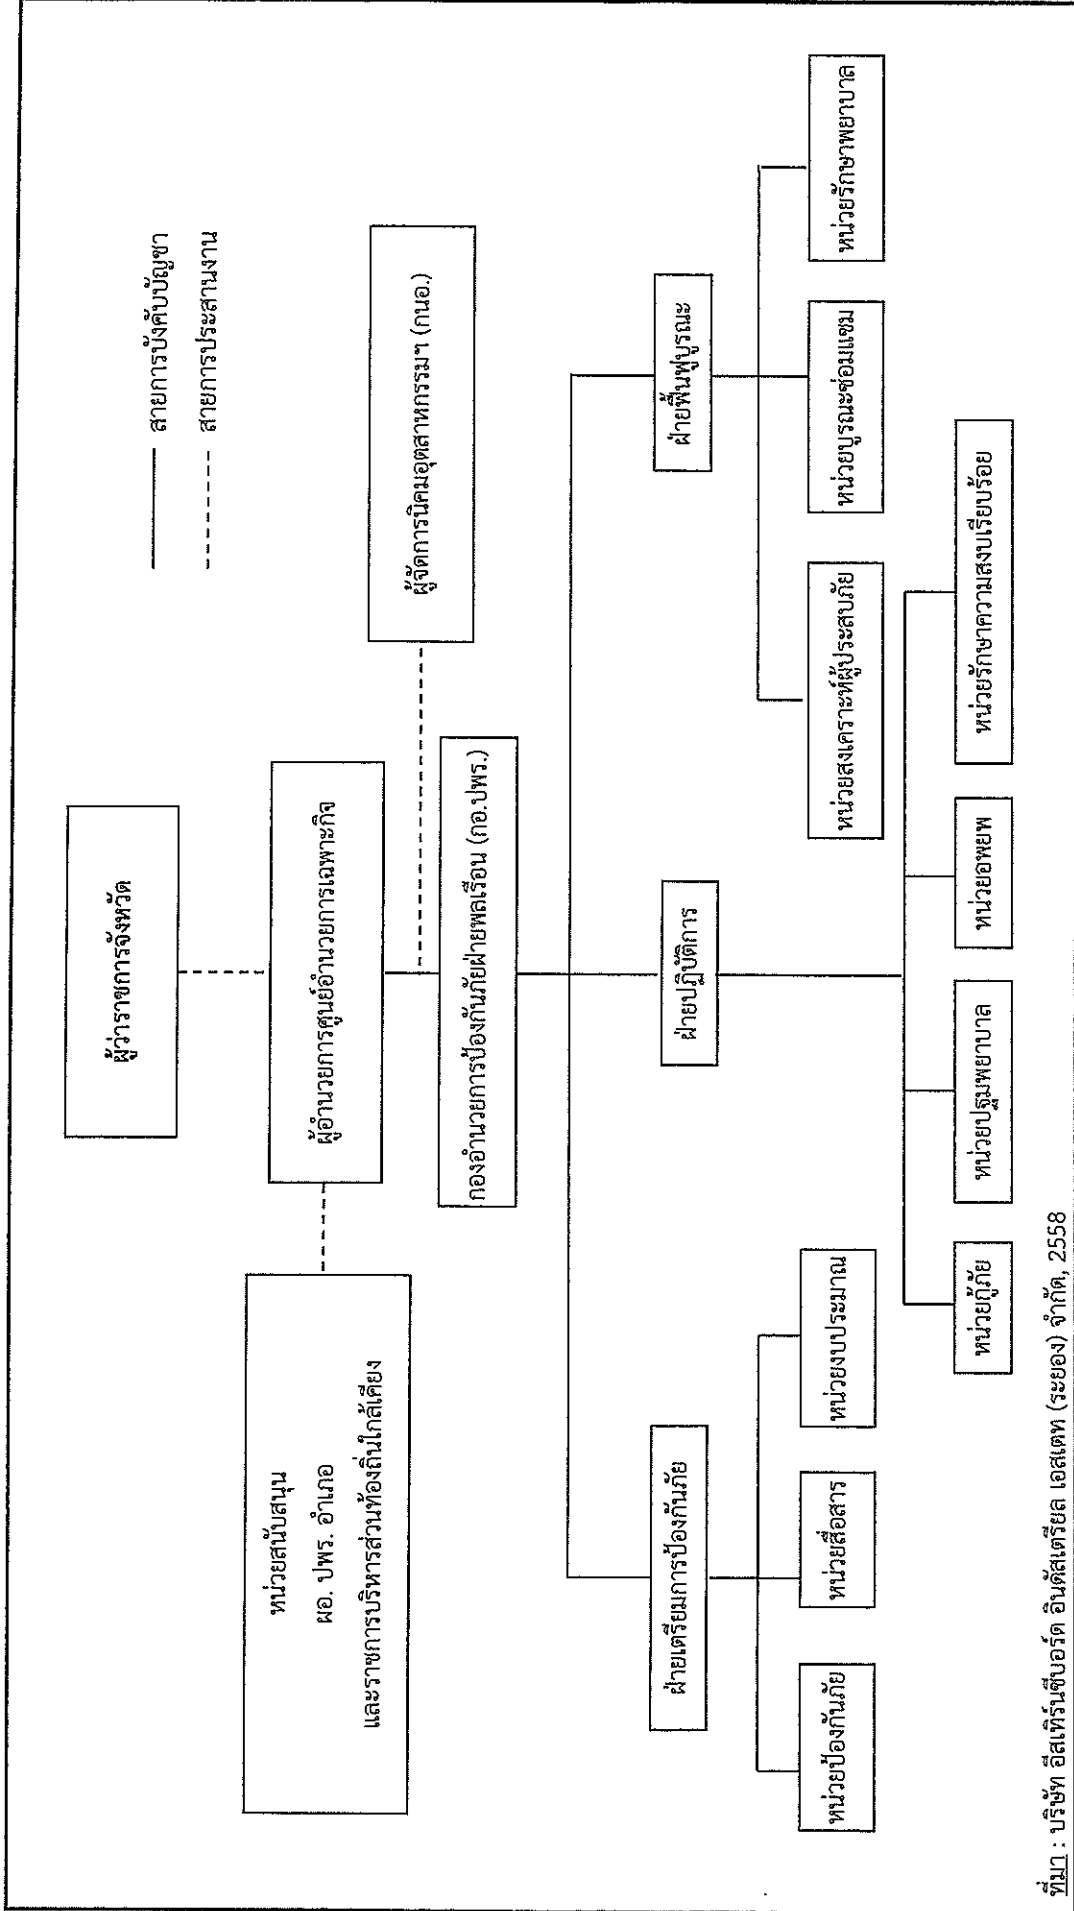 ผู้ว่าราชการจังหวัด
สายการบังคับบัญชา
สายการประสานงาน
ผู้อำนวยการศูนย์อำนวยการเฉพาะกิจ
หน่วยสนับสนุน
ผอ. ปพร. อำเภอ
และราชการบริหารส่วนท้องถิ่นใกล้เคียง
ผู้จัดการนิคมอุตสาหกรรมฯ (กนอ.)
กองอำนวยการป้องกันภัยฝ่ายพลเรือน (กอ.ปพร.)
ฝ่ายเตรียมการป้องกันภัย
ฝ่ายปฏิบัติการ
ฝ่ายฟื้นฟูบูรณะ
หน่วยป้องกันภัย
หน่วยสื่อสาร
หน่วยงบประมาณ
หน่วยสงเคราะห์ผู้ประสบภัย
หน่วยบูรณะซ่อมแซม
หน่วยรักษาพยาบาล
หน่วยกู้ภัย
หน่วยปฐมพยาบาล
หน่วยอพยพ
หน่วยรักษาความสงบเรียบร้อย
ที่มา : บริษัท อีสเทิร์นซีบอร์ด อินดัสเตรียล เอสเตท (ระยอง) จำกัด, 2558